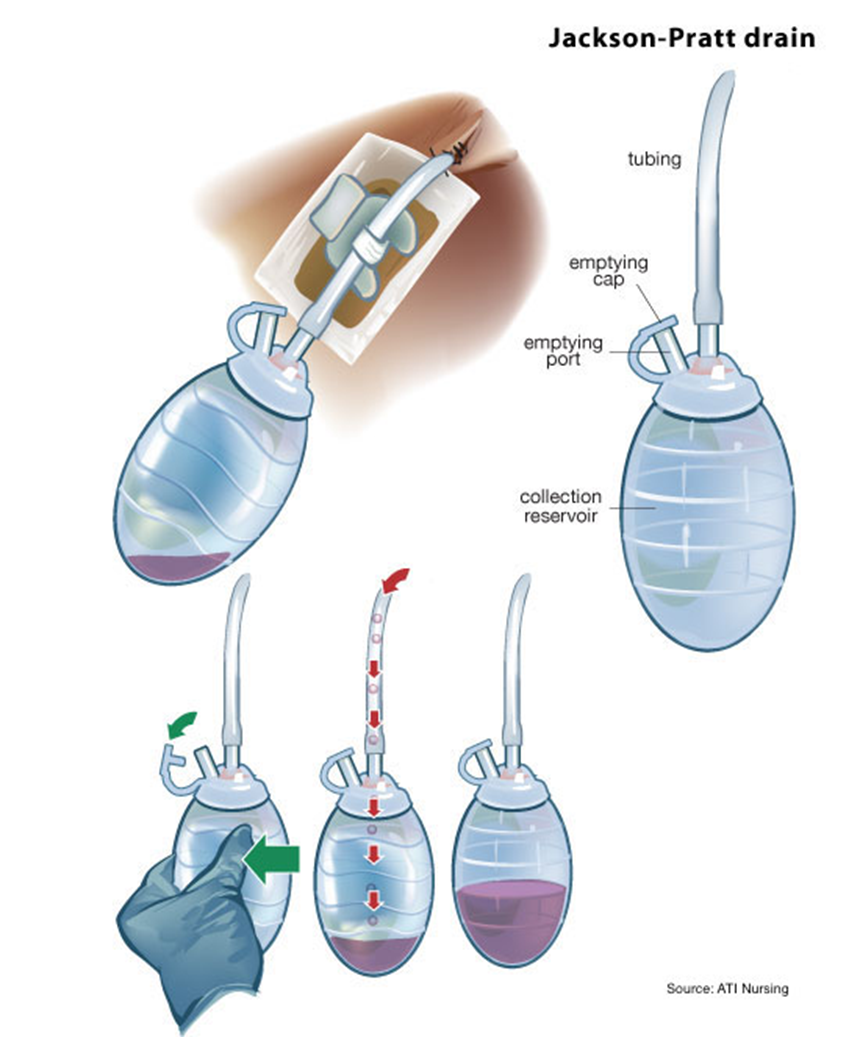 Jackson-Pratt drain
tubing
emptying
cap
emptying
port
collection
reservoir
Source: ATI Nursing